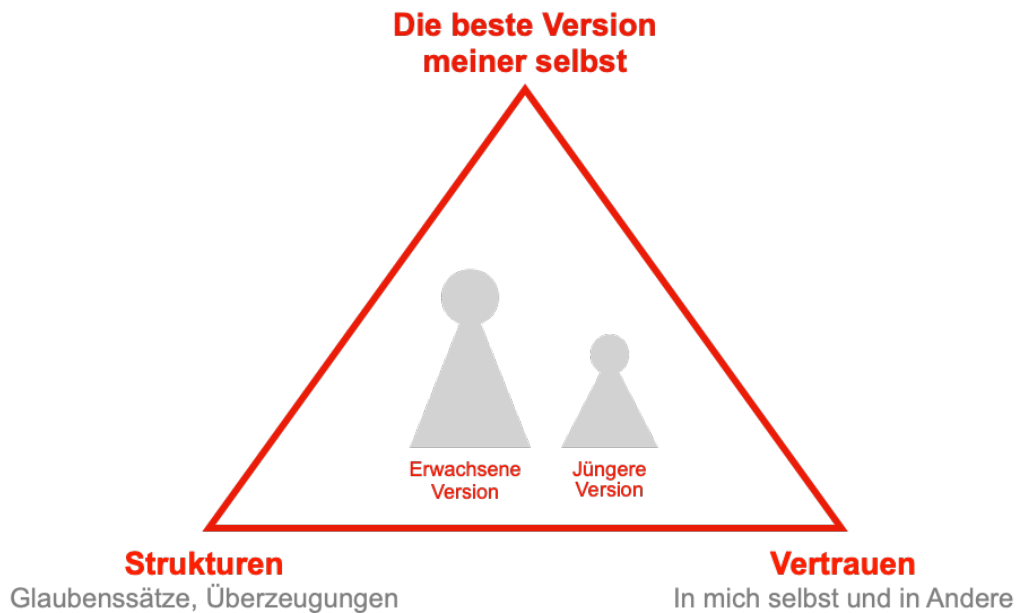 Die beste Version
meiner selbst
Erwachsene
Version
Jüngere
Version
Strukturen
Glaubenssätze, Überzeugungen
Vertrauen
In mich selbst und in Andere